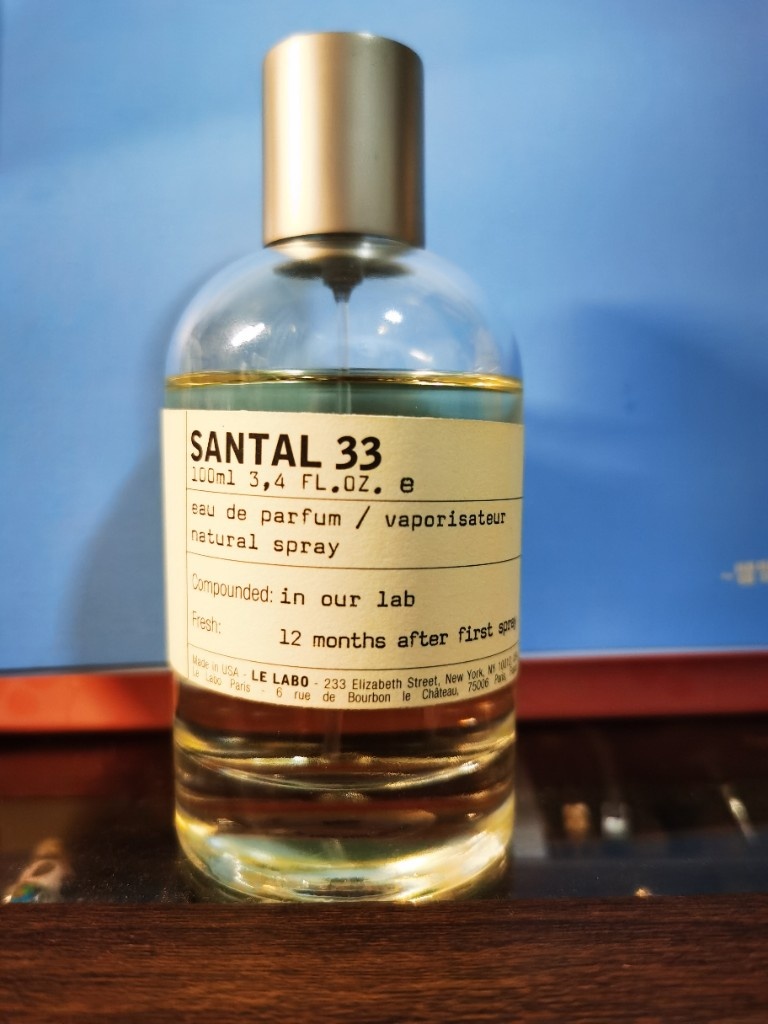 SANTAL 33
100ml 3,4 FL.OZ. e
eau de parfum / vaporisateur
natural spray
Compounded: in our lab
Fresh: 12 months after first spray
Made in USA - LE LABO - 233 Elizabeth Street, New York, NY
Le Labo Paris - 6 rue de Bourbon le Château, 75006 Paris,